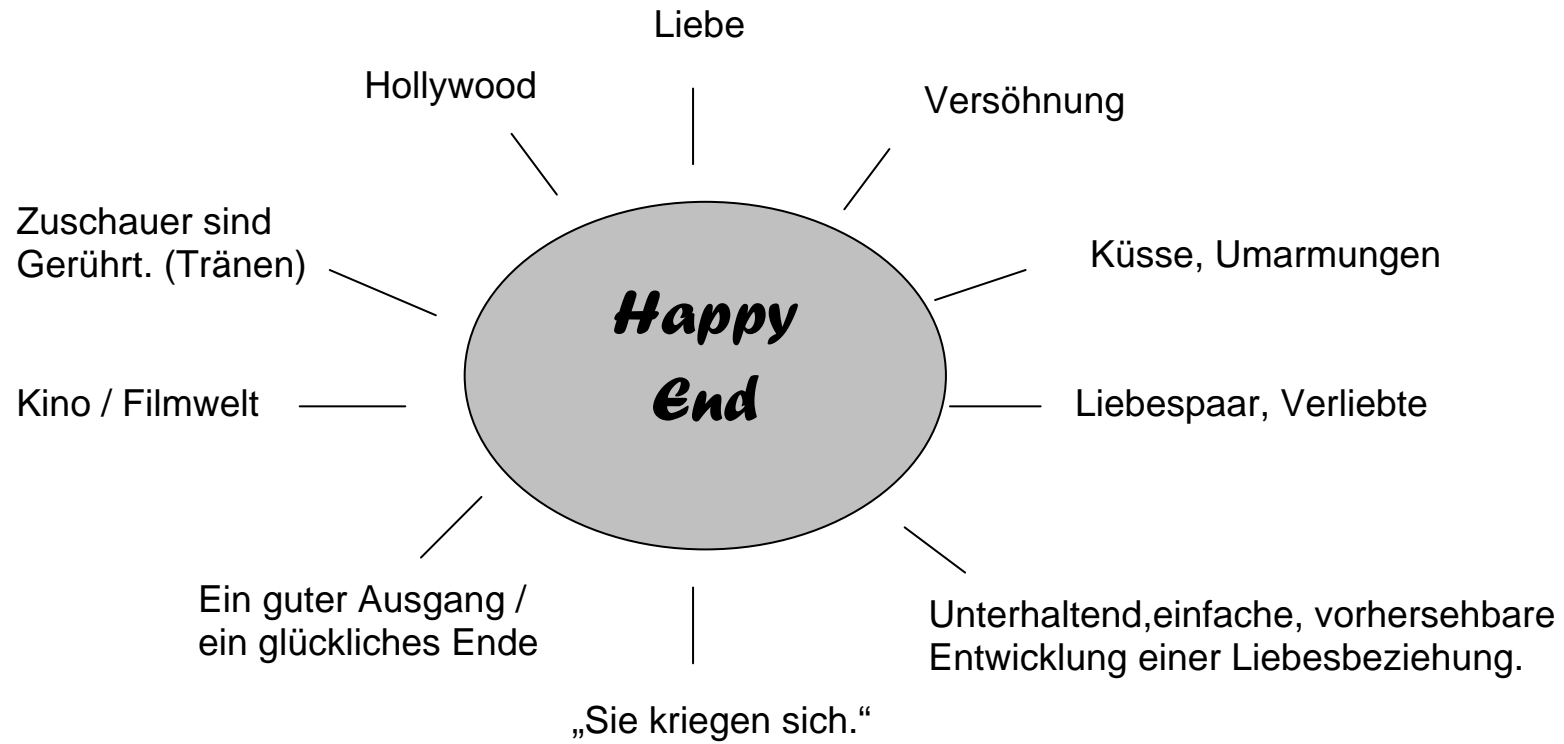 Liebe
Hollywood
Versöhnung
Zuschauer sind
Gerührt. (Tränen)
Küsse, Umarmungen
Happy
End
Kino / Filmwelt
Liebespaar, Verliebte
Ein guter Ausgang /
ein glückliches Ende
Unterhaltend,einfache, vorhersehbare
Entwicklung einer Liebesbeziehung.
„Sie kriegen sich.“